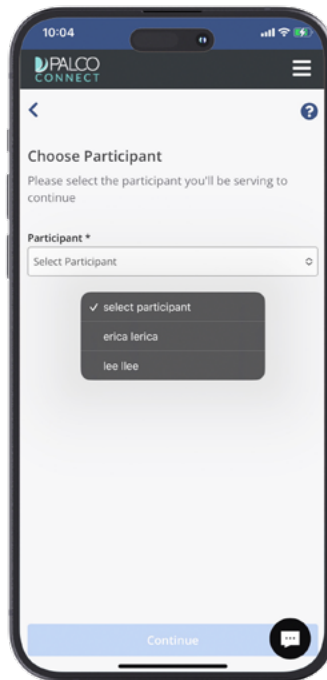 10:04
PALCO
CONNECT
Choose Participant
Please select the participant you'll be serving to
continue
Participant *
Select Participant
✓ select participant
erica lerica
lee llee
Continue